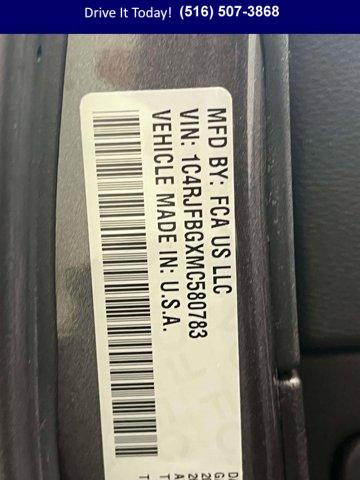 Drive It Today! (516) 507-3868
MFD BY: FCA US LLC
VIN: 1C4RJFBGXMC580783
VEHICLE MADE IN: U.S.A.